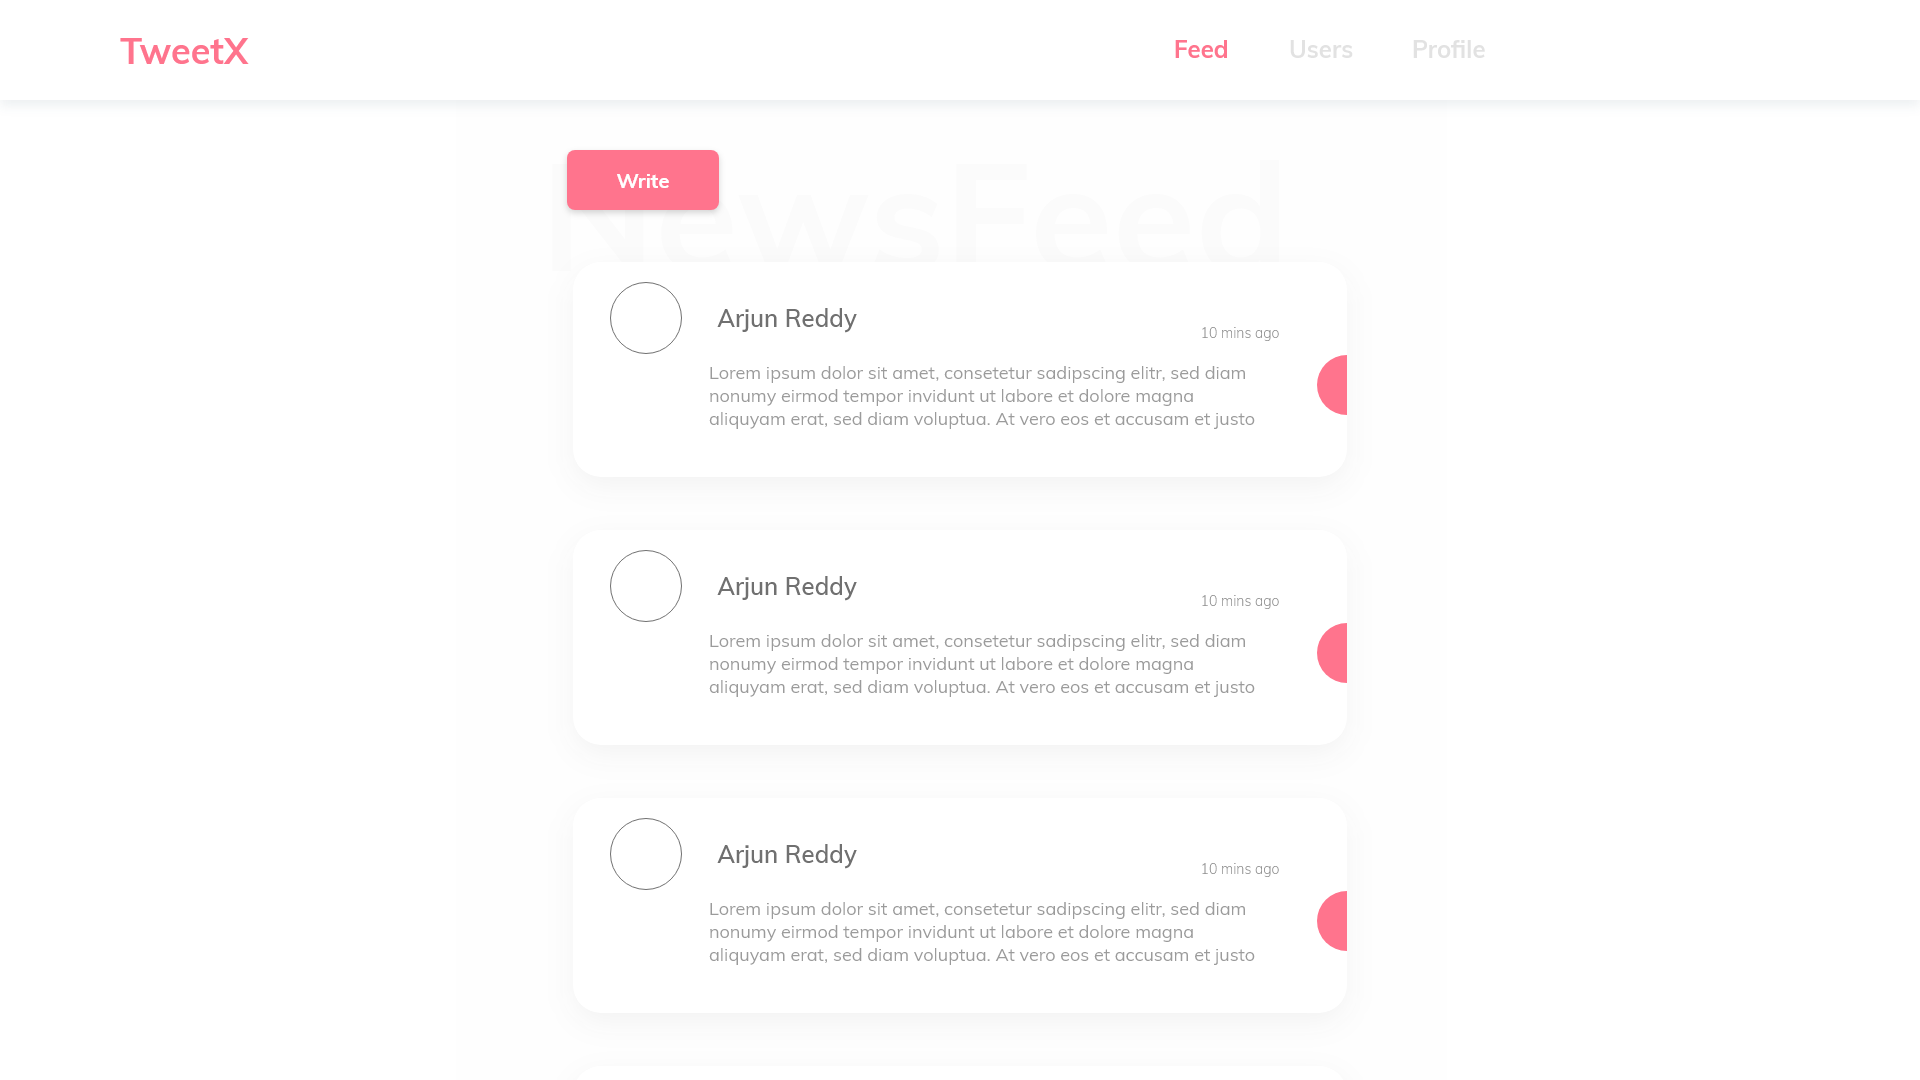 TweetX
Feed
Users
Profile
NewsFeed
Write
Arjun Reddy
10 mins ago
Lorem ipsum dolor sit amet, consetetur sadipscing elitr, sed diam
nonumy eirmod tempor invidunt ut labore et dolore magna
aliquyam erat, sed diam voluptua. At vero eos et accusam et justo
Arjun Reddy
10 mins ago
Lorem ipsum dolor sit amet, consetetur sadipscing elitr, sed diam
nonumy eirmod tempor invidunt ut labore et dolore magna
aliquyam erat, sed diam voluptua. At vero eos et accusam et justo
Arjun Reddy
10 mins ago
Lorem ipsum dolor sit amet, consetetur sadipscing elitr, sed diam
nonumy eirmod tempor invidunt ut labore et dolore magna
aliquyam erat, sed diam voluptua. At vero eos et accusam et justo